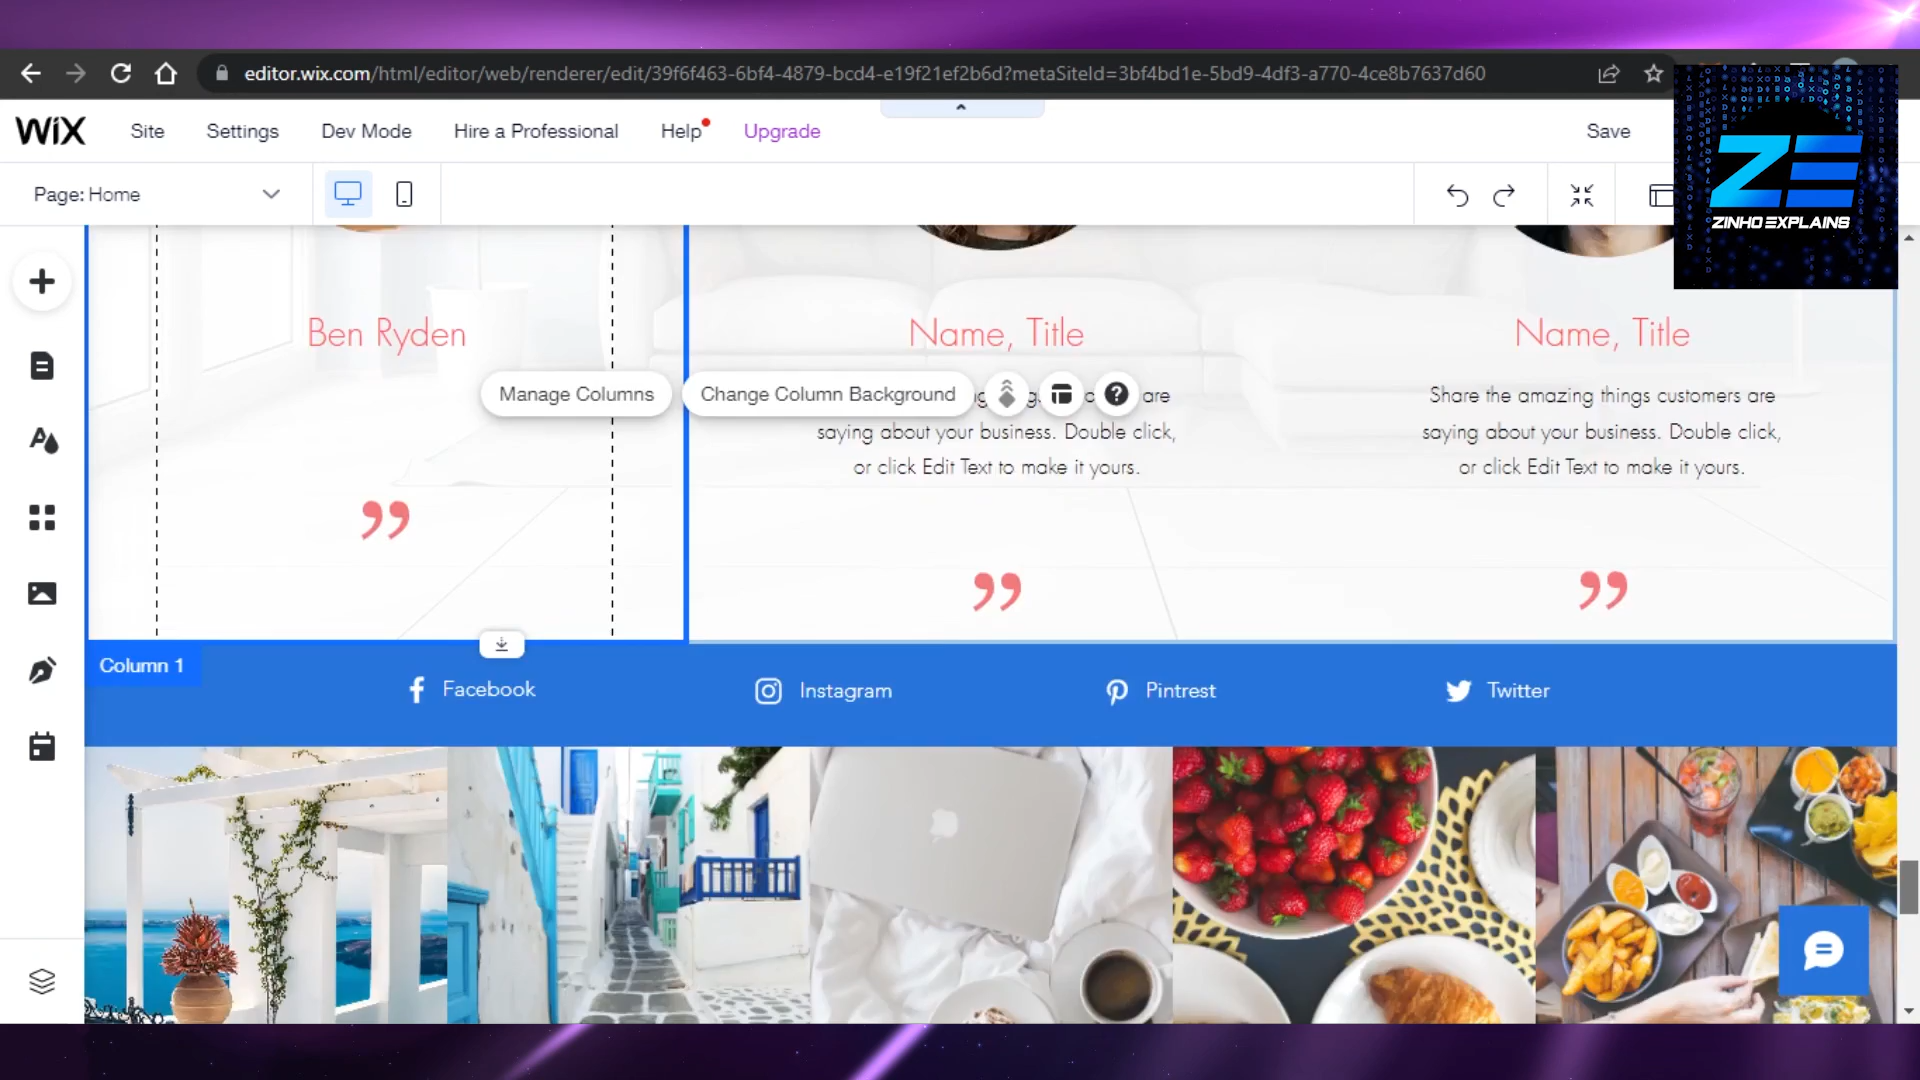 editor.wix.com/html/editor/web/renderer/edit/39f6f463-6bf4-4879-bcd4-e19f21ef2b6d?metaSiteId=3bf4bd1e-5bd9-4df3-a770-4ce8b7637d60
WiX Site Settings Dev Mode Hire a Professional Help Upgrade Save
ZE
ZINHO EXPLAINS
Page: Home
Ben Ryden
Name, Title
Name, Title
Manage Columns
Change Column Background
are
saying about your business. Double click,
or click Edit Text to make it yours.
Share the amazing things customers are
saying about your business. Double click,
or click Edit Text to make it yours.
Column 1
Facebook
Instagram
Pintrest
Twitter